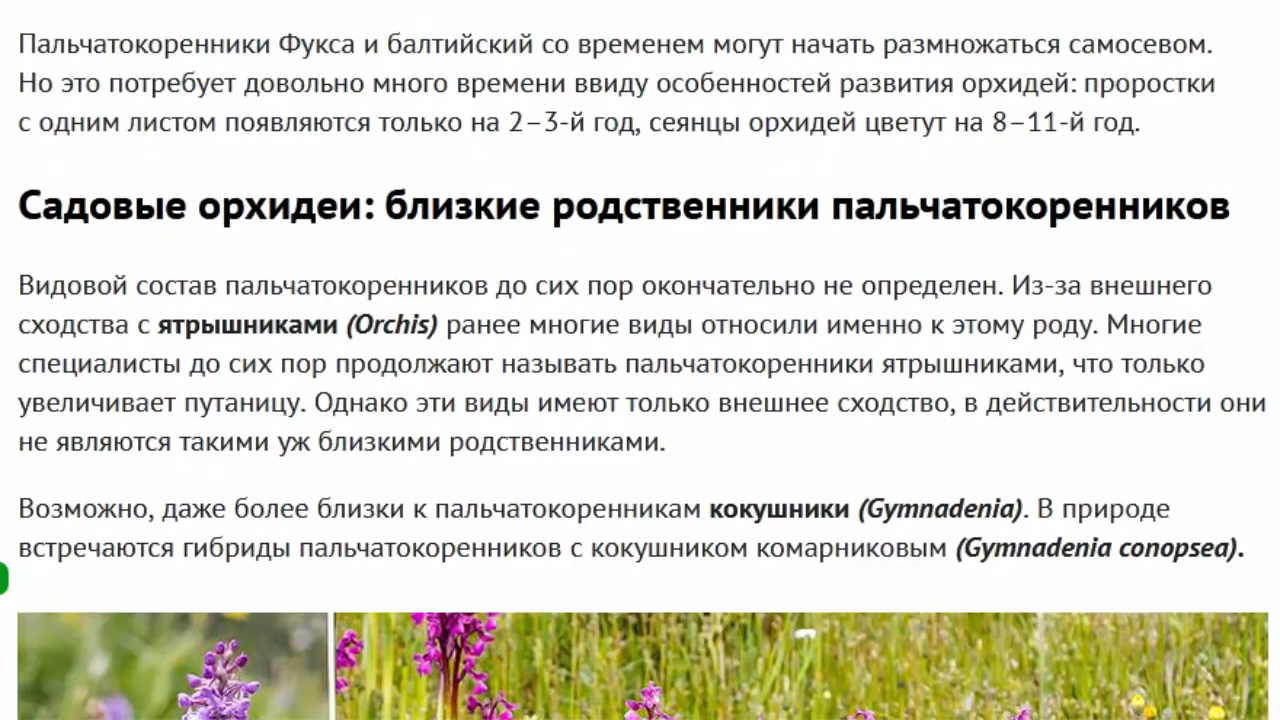 Пальчатокоренники Фукса и балтийский со временем могут начать размножаться самосевом.
Но это потребует довольно много времени ввиду особенностей развития орхидей: проростки
с одним листом появляются только на 2–3-й год, сеянцы орхидей цветут на 8–11-й год.
Садовые орхидеи: близкие родственники пальчатокоренников
Видовой состав пальчатокоренников до сих пор окончательно не определен. Из-за внешнего
сходства с ятрышниками (Orchis) ранее многие виды относили именно к этому роду. Многие
специалисты до сих пор продолжают называть пальчатокоренники ятрышниками, что только
увеличивает путаницу. Однако эти виды имеют только внешнее сходство, в действительности они
не являются такими уж близкими родственниками.
Возможно, даже более близки к пальчатокоренникам кокушники (Gymnadenia). В природе
встречаются гибриды пальчатокоренников с кокушником комарниковым (Gymnadenia conopsea).